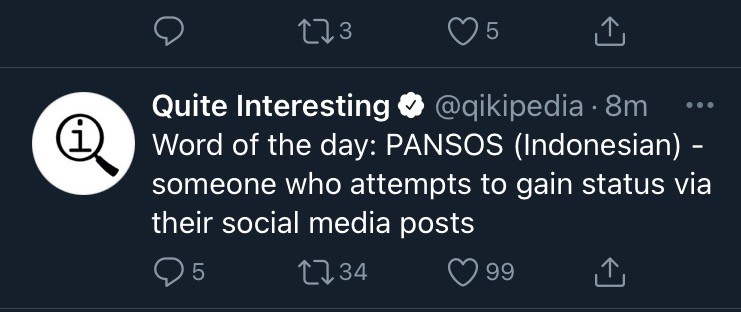 3 5
Quite Interesting @qikipedia · 8m
Word of the day: PANSOS (Indonesian) -
someone who attempts to gain status via
their social media posts
5 34 99